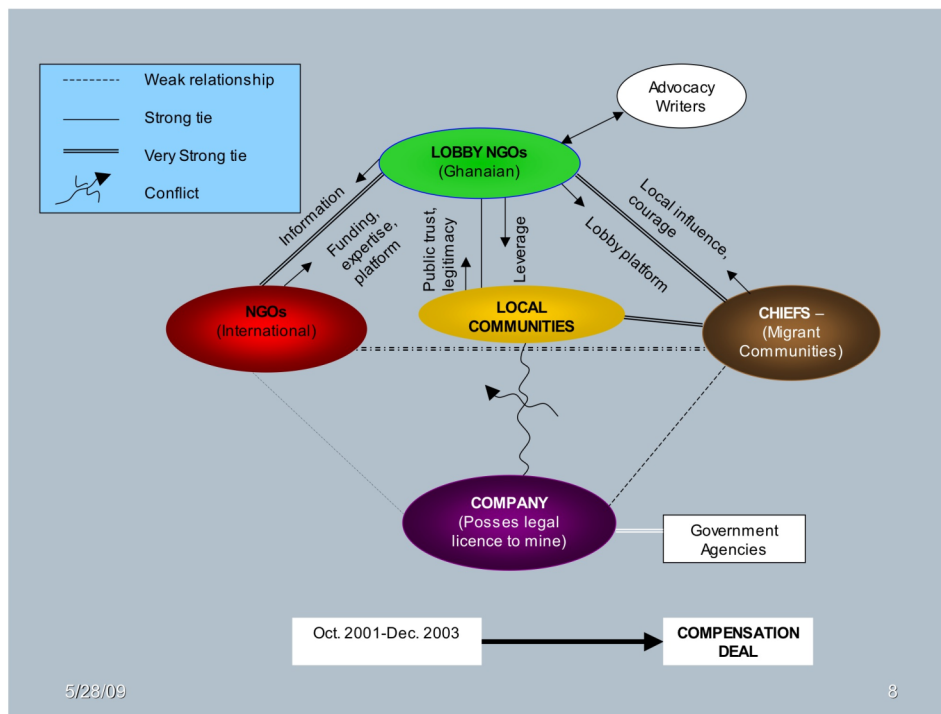 Weak relationship
Strong tie
Very Strong tie
Conflict
Advocacy
Writers
LOBBY NGOs
(Ghanaian)
Information
Funding,
expertise,
platform
Public trust,
legitimacy
Leverage
Lobby platform
Local influence,
courage
NGOs
(International)
LOCAL
COMMUNITIES
CHIEFS –
(Migrant
Communities)
COMPANY
(Posses legal
licence to mine)
Government
Agencies
Oct. 2001-Dec. 2003
COMPENSATION
DEAL
5/28/09
8